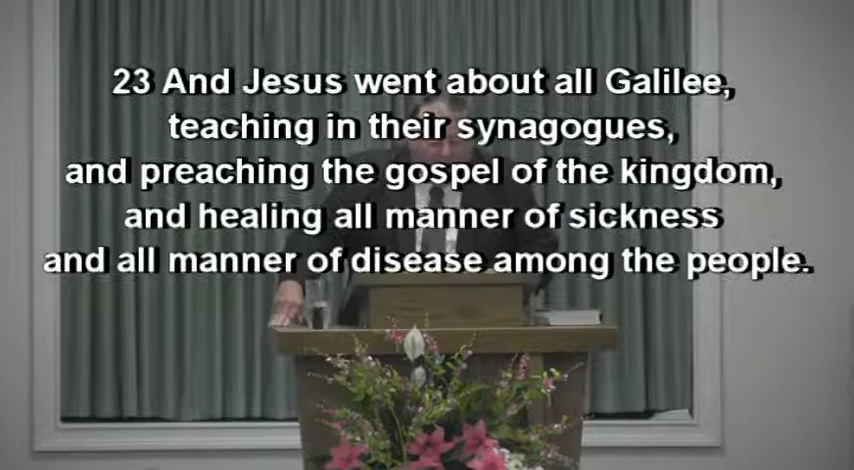 23 And Jesus went about all Galilee,
teaching in their synagogues,
and preaching the gospel of the kingdom,
and healing all manner of sickness
and all manner of disease among the people.